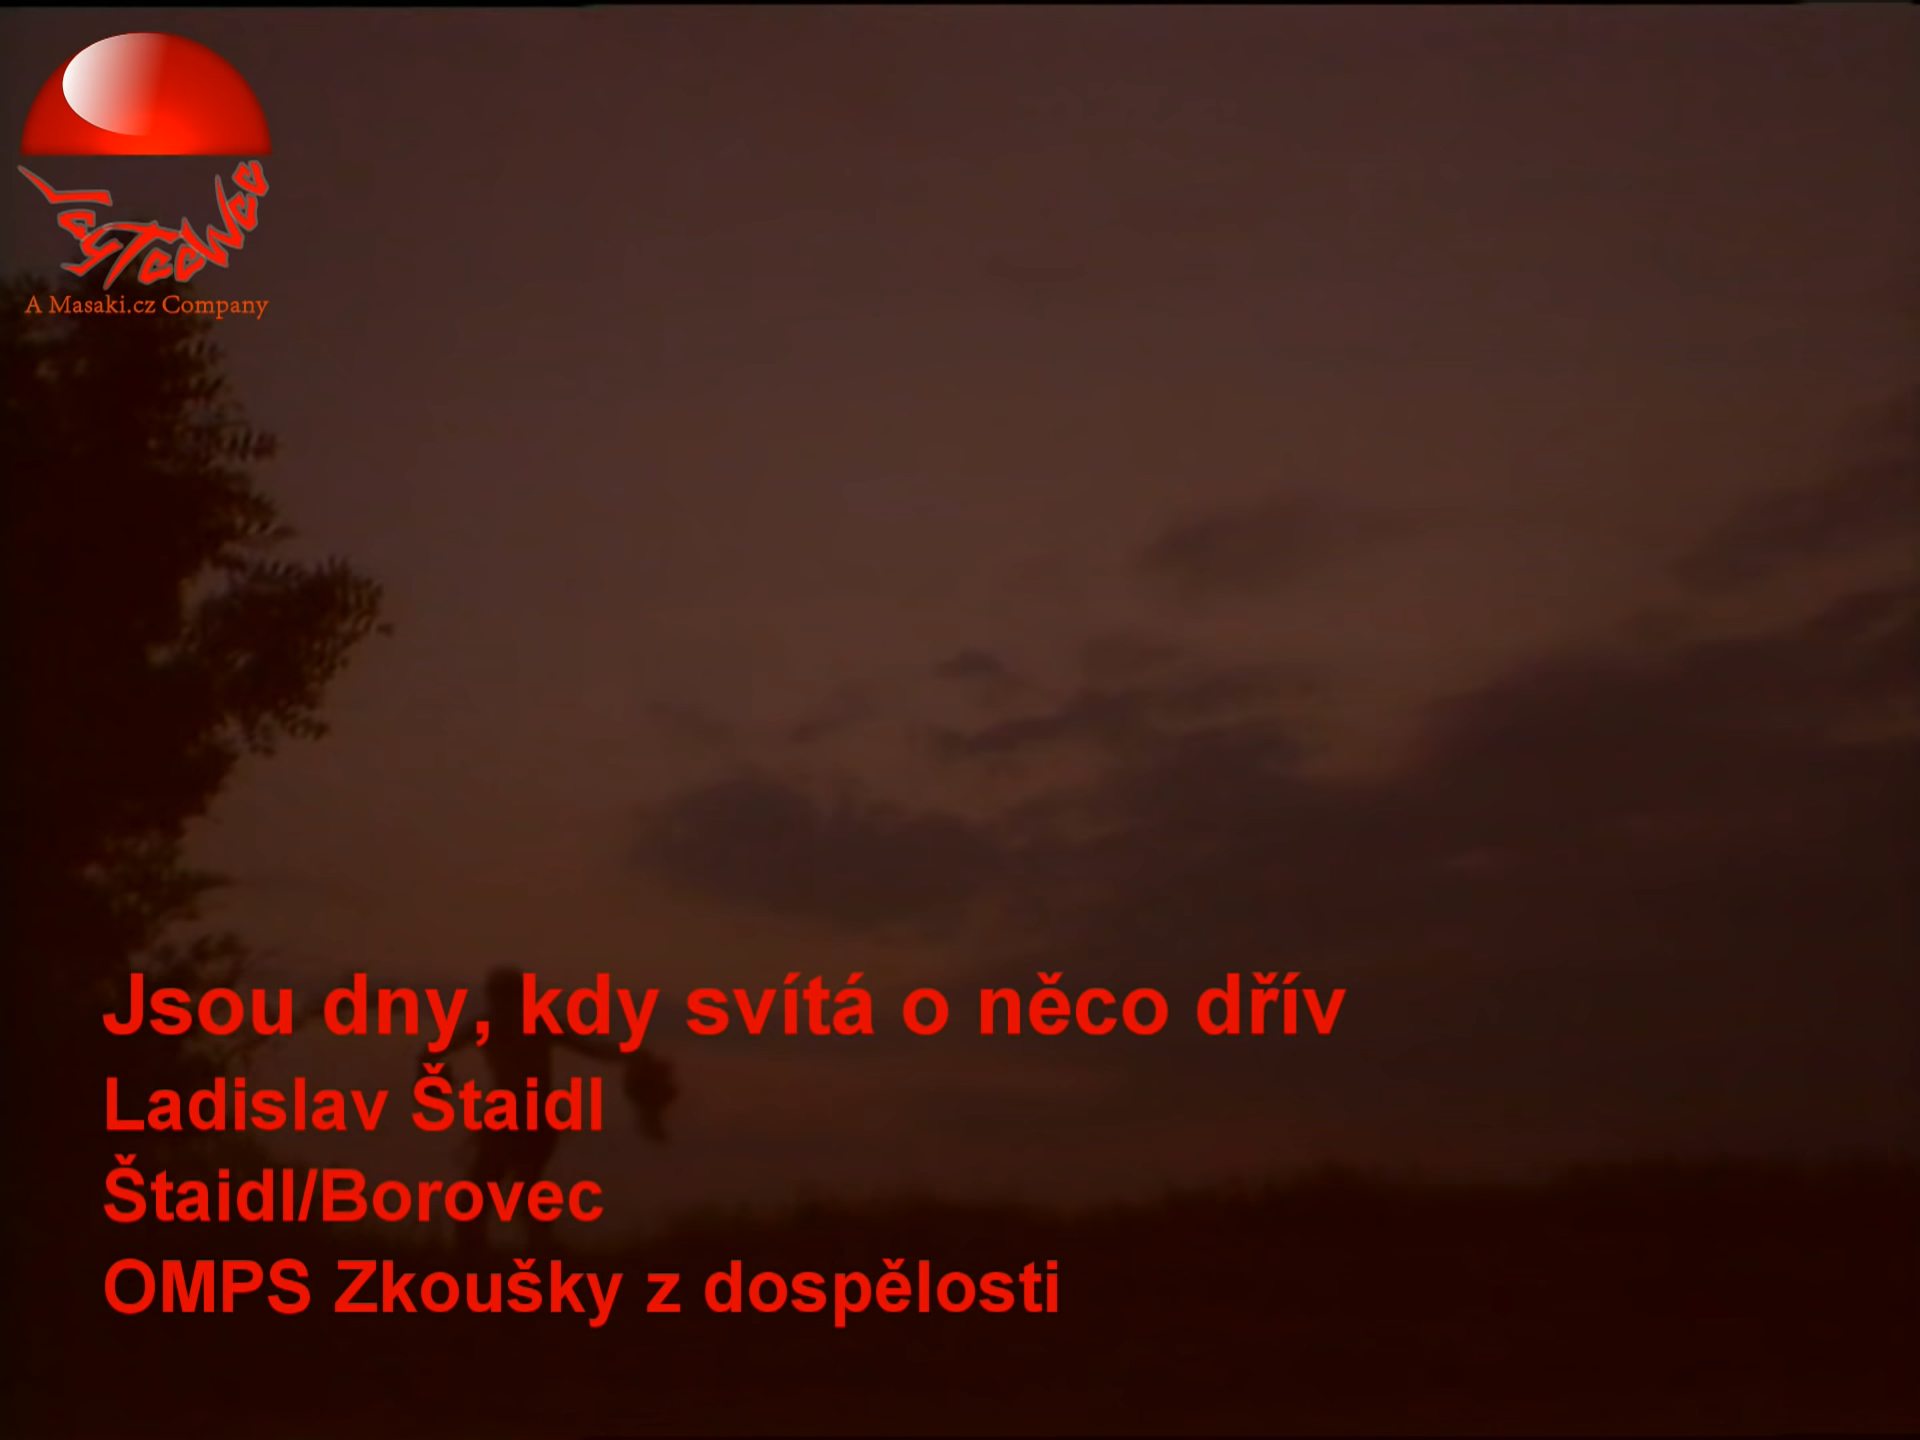 A Masaki.cz Company
Jsou dny, kdy svítá o něco dřív
Ladislav Štaidl
Štaidl/Borovec
OMPS Zkoušky z dospělosti